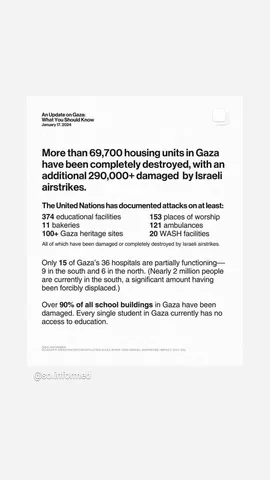 An Update on Gaza:
What You Should Know
January 17, 2024
More than 69,700 housing units in Gaza
have been completely destroyed, with an
additional 290,000+ damaged by Israeli
airstrikes.
The United Nations has documented attacks on at least:
374 educational facilities
11 bakeries
100+ Gaza heritage sites
153 places of worship
121 ambulances
20 WASH facilities
All of which have been damaged or completely destroyed by Israeli airstrikes.
Only 15 of Gaza's 36 hospitals are partially functioning—
9 in the south and 6 in the north. (Nearly 2 million people
are currently in the south, a significant amount having
been forcibly displaced.)
Over 90% of all school buildings in Gaza have been
damaged. Every single student in Gaza currently has no
access to education.
@so.informed